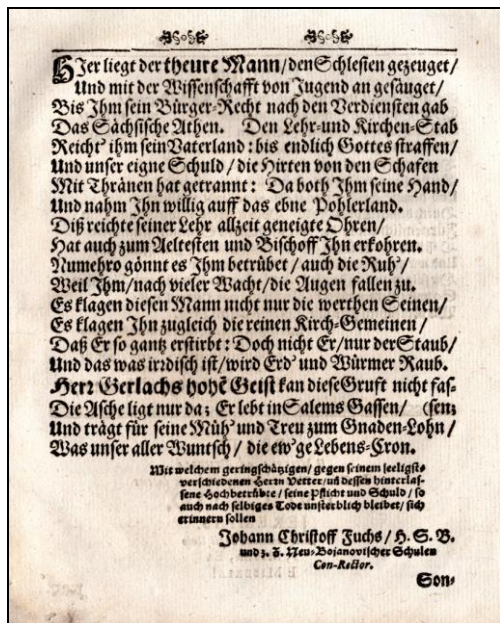 HJer liegt der theure Mann/den Schlesien gezeuget/
Und mit der Wissenschafft von Jugend an gesäuget/
Bis Ihm sein Bürger-Recht nach den Verdiensten gab
Das Sächsische Athen. Den Lehr-und Kirchen-Stab
Reicht' ihm sein Vaterland: bis endlich Gottes straffen/
Und unser eigne Schuld/die Hirten von den Schafen
Mit Thränen hat getrannt: Da both Ihm seine Hand/
Und nahm Ihn willig auff das ebne Pohlerland.
Diß reichte seiner Lehr allzeit geneigte Ohren/
Hat auch zum Aeltesten und Bischoff Ihn erkohren.
Numehro gönnt es Ihm betrübet/auch die Ruh'/
Weil Ihm/nach vieler Wacht/die Augen fallen zu.
Es klagen diesen Mann nicht nur die werthen Seinen/
Es klagen Ihn zugleich die reinen Kirch-Gemeinen/
Daß Er so gantz erstirbt: Doch nicht Er/nur der Staub/
Und das was irrdisch ist/wird Erd' und Würmer Raub.
Herr Gerlachs hohe Geist kan diese Gruft nicht fas-
Die Asche ligt nur da; Er lebt in Salems Gassen/ (sen;
Und trägt für seine Müh' und Treu zum Gnaden-Lohn/
Was unser aller Wuntsch/die ew'ge Lebens-Cron.
Mit welchem geringschätzigen/gegen seinem seeligst-
verschiedenen Herrn Vetter/uñ dessen hinterlas-
sene Hochbetrübte/seine Pflicht und Schuld/so
auch nach selbiges Tode unsterblich bleibet/sich
erinnern sollen
Johann Christoff Fuchs/H. S. B.
und z. d. Neu-Bojanovischer Schulen
Con-Rector.
Son-